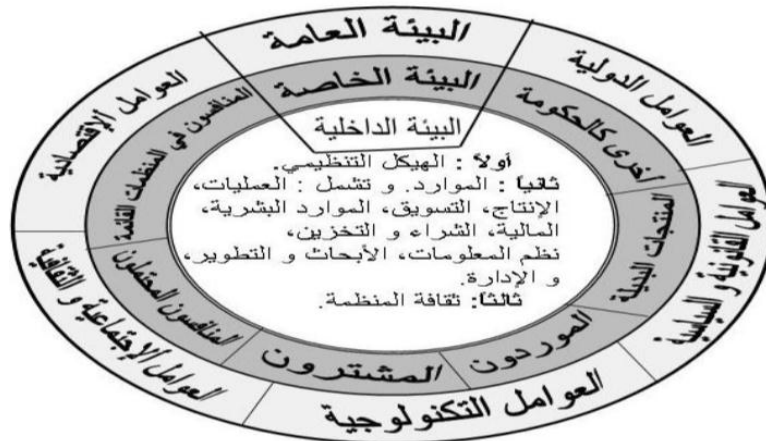 البيئة العامة
العوامل الدولية
العوامل القانونية و السياسية
العوامل التكنولوجية
العوامل الإجتماعية و الثقافية
العوامل الإقتصادية
البيئة الخاصة
أخرى كالحكومة
المنتجات البديلة
الموردون
المشترون
المنافسون المحتملون
المنافسون في المنظمات القائمة
البيئة الداخلية
أولاً : الهيكل التنظيمي.
ثانياً : الموارد. و تشمل : العمليات،
الإنتاج، التسويق، الموارد البشرية،
المالية، الشراء و التخزين،
نظم المعلومات، الأبحاث و التطوير،
و الإدارة.
ثالثاً: ثقافة المنظمة.